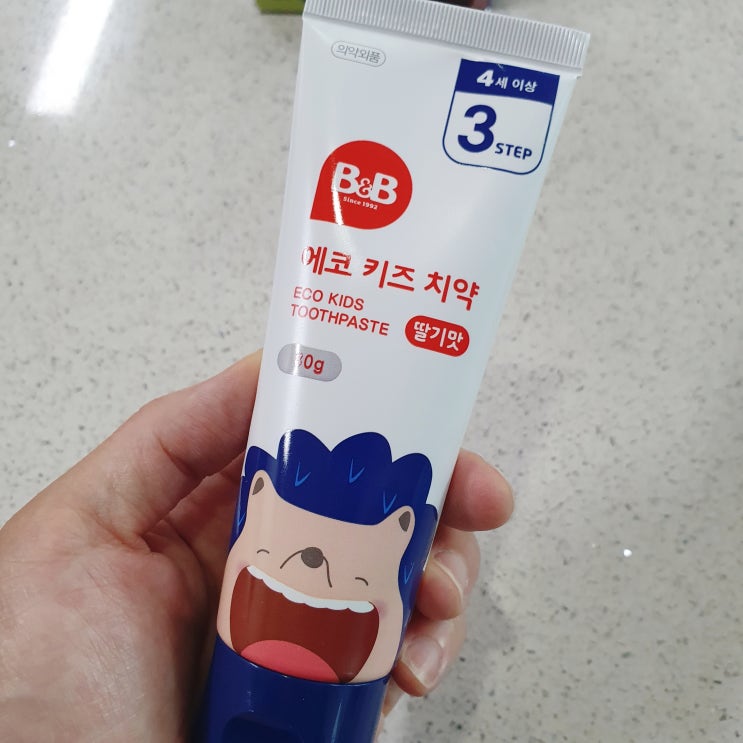 의약외품
4세 이상
3 STEP
B&B
Since 1992
에코 키즈 치약
ECO KIDS
TOOTHPASTE
딸기맛